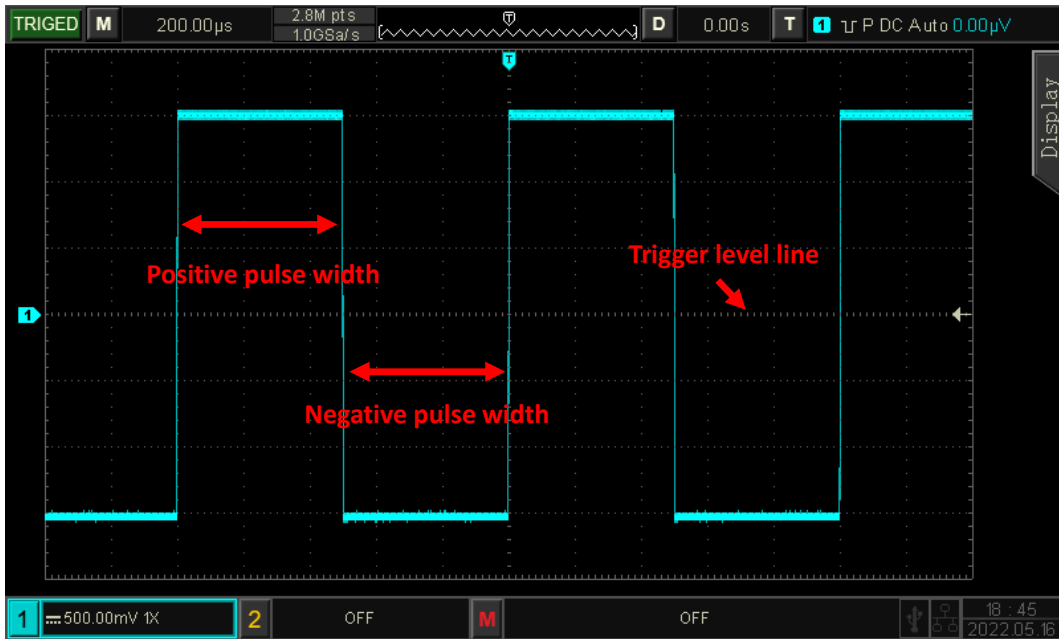 TRIGED M 200.00μs 2.8M pts D 0.00s T 1 P DC Auto 0.00μV
1.0GSa/s
T
T
Display
Positive pulse width
Trigger level line
1
Negative pulse width
1 500.00mV 1X 2 OFF M OFF 18:45
2022.05.16